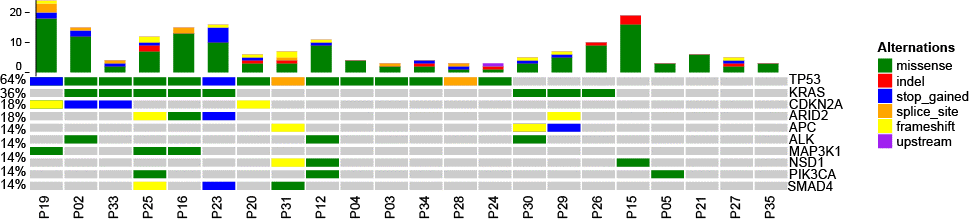 20
10
0
Alternations
missense
indel
stop_gained
splice_site
frameshift
upstream
64% TP53
36% KRAS
18% CDKN2A
18% ARID2
14% APC
14% ALK
14% MAP3K1
14% NSD1
14% PIK3CA
14% SMAD4
P19 P02 P33 P25 P16 P23 P20 P31 P12 P04 P03 P34 P28 P24 P30 P29 P26 P15 P05 P21 P27 P35